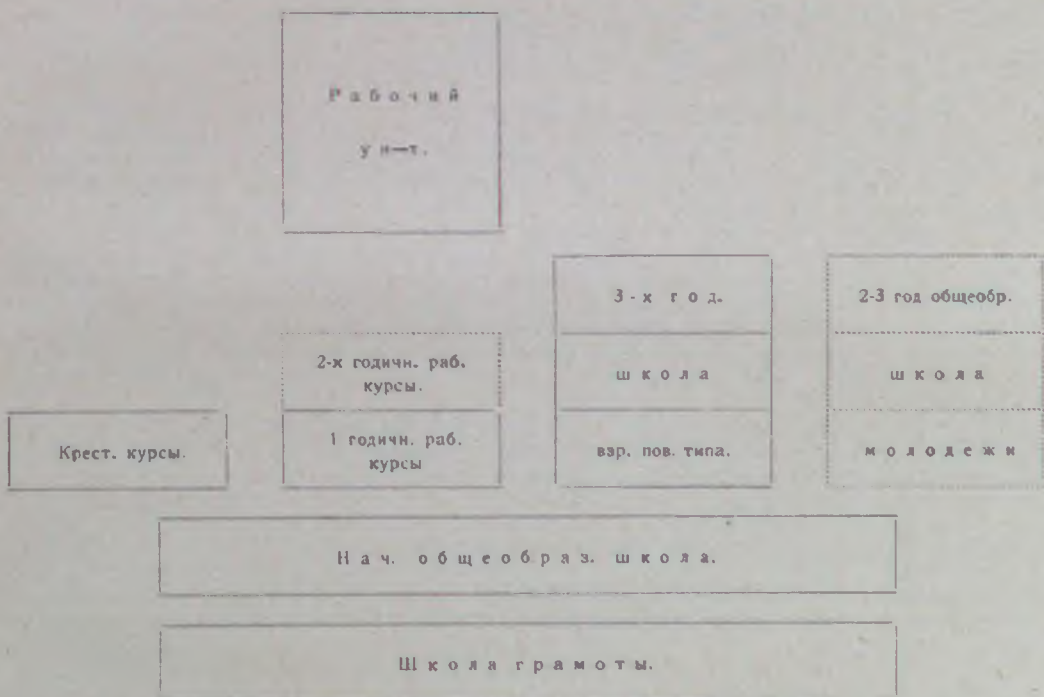 Рабочий
ун—т.
3-х год.
2-3 год общеобр.
2-х годичн. раб.
курсы.
школа
школа
Крест. курсы.
1 годичн. раб.
курсы
взр. пов. типа.
молодежи
Нач. общеобраз. школа.
Школа грамоты.